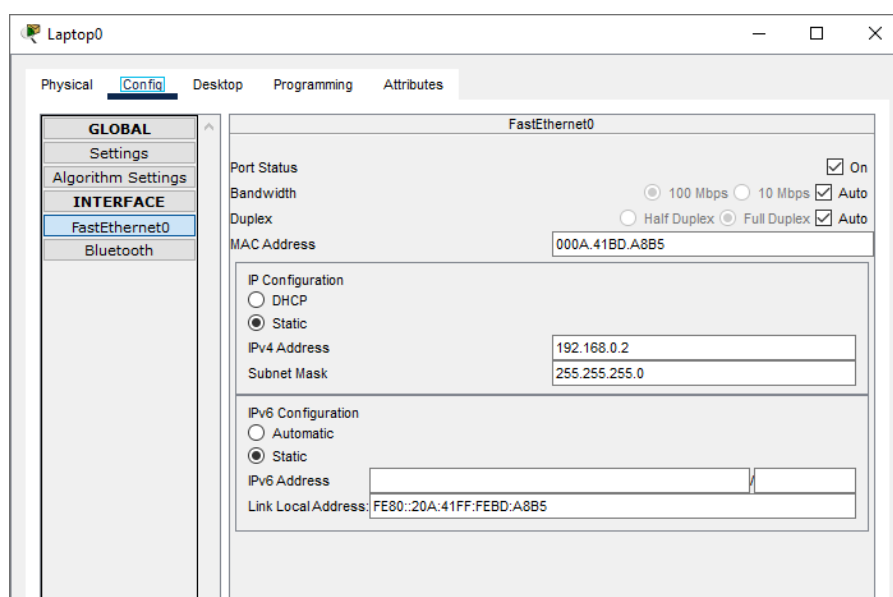 Laptop0
Physical Config Desktop Programming Attributes
GLOBAL
Settings
Algorithm Settings
INTERFACE
FastEthernet0
Bluetooth
FastEthernet0
Port Status On
Bandwidth 100 Mbps 10 Mbps Auto
Duplex Half Duplex Full Duplex Auto
MAC Address 000A.41BD.A8B5
IP Configuration
DHCP
Static
IPv4 Address 192.168.0.2
Subnet Mask 255.255.255.0
IPv6 Configuration
Automatic
Static
IPv6 Address /
Link Local Address: FE80::20A:41FF:FEBD:A8B5